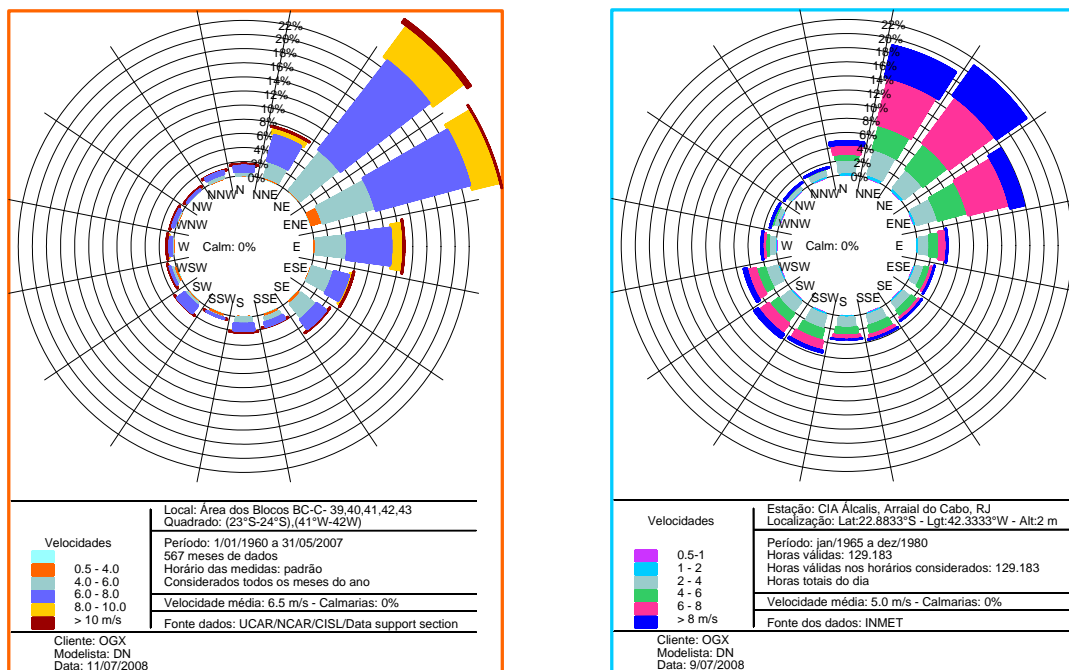 22%
20%
18%
16%
14%
12%
10%
8%
6%
4%
2%
0%
N
NNE
NE
ENE
E
ESE
SE
SSE
S
SSW
SW
WSW
W
WNW
NW
NNW
Calm: 0%
Velocidades
0.5 - 4.0
4.0 - 6.0
6.0 - 8.0
8.0 - 10.0
> 10 m/s
Local: Área dos Blocos BC-C- 39,40,41,42,43
Quadrado: (23°S-24°S),(41°W-42W)
Período: 1/01/1960 a 31/05/2007
567 meses de dados
Horário das medidas: padrão
Considerados todos os meses do ano
Velocidade média: 6.5 m/s - Calmarias: 0%
Fonte dados: UCAR/NCAR/CISL/Data support section
Cliente: OGX
Modelista: DN
Data: 11/07/2008
22%
20%
18%
16%
14%
12%
10%
8%
6%
4%
2%
0%
N
NNE
NE
ENE
E
ESE
SE
SSE
S
SSW
SW
WSW
W
WNW
NW
NNW
Calm: 0%
Velocidades
0.5-1
1 - 2
2 - 4
4 - 6
6 - 8
> 8 m/s
Estação: CIA Álcalis, Arraial do Cabo, RJ
Localização: Lat:22.8833°S - Lgt:42.3333°W - Alt:2 m
Período: jan/1965 a dez/1980
Horas válidas: 129.183
Horas válidas nos horários considerados: 129.183
Horas totais do dia
Velocidade média: 5.0 m/s - Calmarias: 0%
Fonte dos dados: INMET
Cliente: OGX
Modelista: DN
Data: 9/07/2008